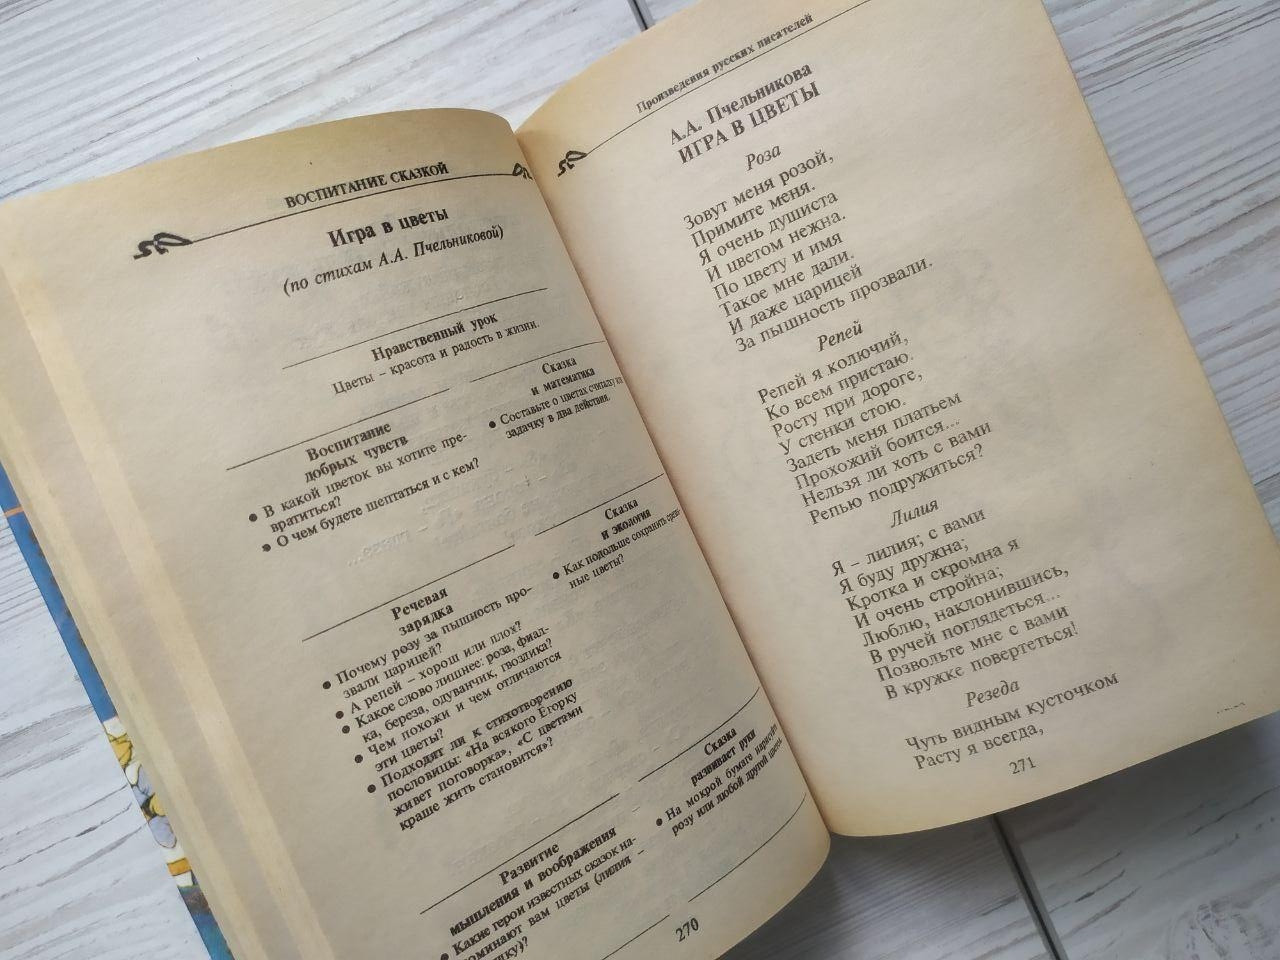 ВОСПИТАНИЕ СКАЗКОЙ
Игра в цветы
(по стихам А.А. Пчельниковой)
Нравственный урок
Цветы – красота и радость в жизни.
Воспитание
добрых чувств
• В какой цветок вы хотите пре-
вратиться?
• О чем будете шептаться и с кем?
Сказка
и математика
• Составьте о цветах считалку или
задачку в два действия.
Речевая
зарядка
• Почему розу за пышность про-
звали царицей?
• А репей – хорош или плох?
• Какое слово лишнее: роза, фиал-
ка, береза, одуванчик, гвоздика?
• Чем похожи и чем отличаются
эти цветы?
• Подходят ли к стихотворению
пословицы: «На всякого Егорку
живет поговорка», «С цветами
краше жить становится»?
Сказка
и экология
• Как подольше сохранить срезан-
ные цветы?
Развитие
мышления и воображения
• Какие герои известных сказок на-
поминают вам цветы (лилия –
Сказка
развивает руки
• На мокрой бумаге нарисуйте
розу или любой другой цветок.
270
Произведения русских писателей
А.А. Пчельникова
ИГРА В ЦВЕТЫ
Роза
Зовут меня розой,
Примите меня.
Я очень душиста
И цветом нежна.
По цвету и имя
Такое мне дали.
И даже царицей
За пышность прозвали.
Репей
Репей я колючий,
Ко всем пристаю.
Росту при дороге,
У стенки стою.
Задеть меня платьем
Прохожий боится...
Нельзя ли хоть с вами
Репью подружиться?
Лилия
Я – лилия; с вами
Я буду дружна;
Кротка и скромна я
И очень стройна;
Люблю, наклонившись,
В ручей поглядеться...
Позвольте мне с вами
В кружке повертеться!
Резеда
Чуть видным кусточком
Расту я всегда,
271